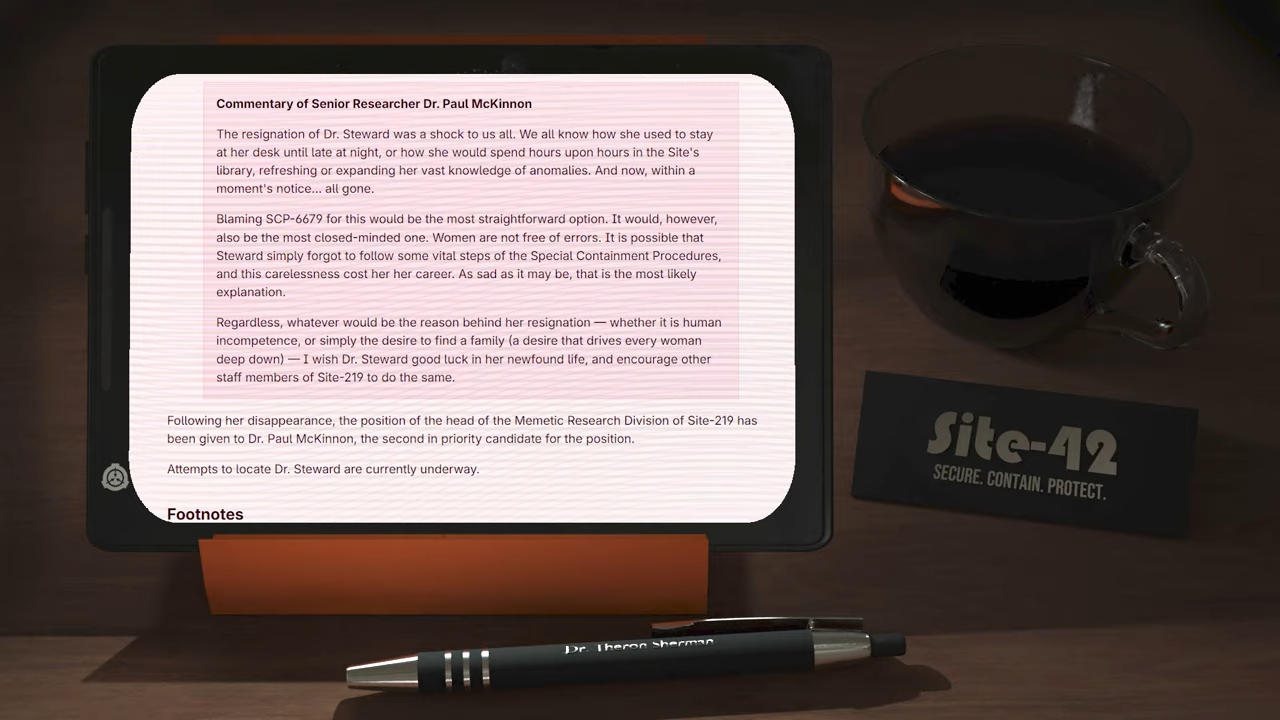 Commentary of Senior Researcher Dr. Paul McKinnon
The resignation of Dr. Steward was a shock to us all. We all know how she used to stay
at her desk until late at night, or how she would spend hours upon hours in the Site's
library, refreshing or expanding her vast knowledge of anomalies. And now, within a
moment's notice... all gone.
Blaming SCP-6679 for this would be the most straightforward option. It would, however,
also be the most closed-minded one. Women are not free of errors. It is possible that
Steward simply forgot to follow some vital steps of the Special Containment Procedures,
and this carelessness cost her her career. As sad as it may be, that is the most likely
explanation.
Regardless, whatever would be the reason behind her resignation — whether it is human
incompetence, or simply the desire to find a family (a desire that drives every woman
deep down) — I wish Dr. Steward good luck in her newfound life, and encourage other
staff members of Site-219 to do the same.
Following her disappearance, the position of the head of the Memetic Research Division of Site-219 has
been given to Dr. Paul McKinnon, the second in priority candidate for the position.
Attempts to locate Dr. Steward are currently underway.
Footnotes
Site-42
SECURE. CONTAIN. PROTECT.
Dr. Theron Sherman